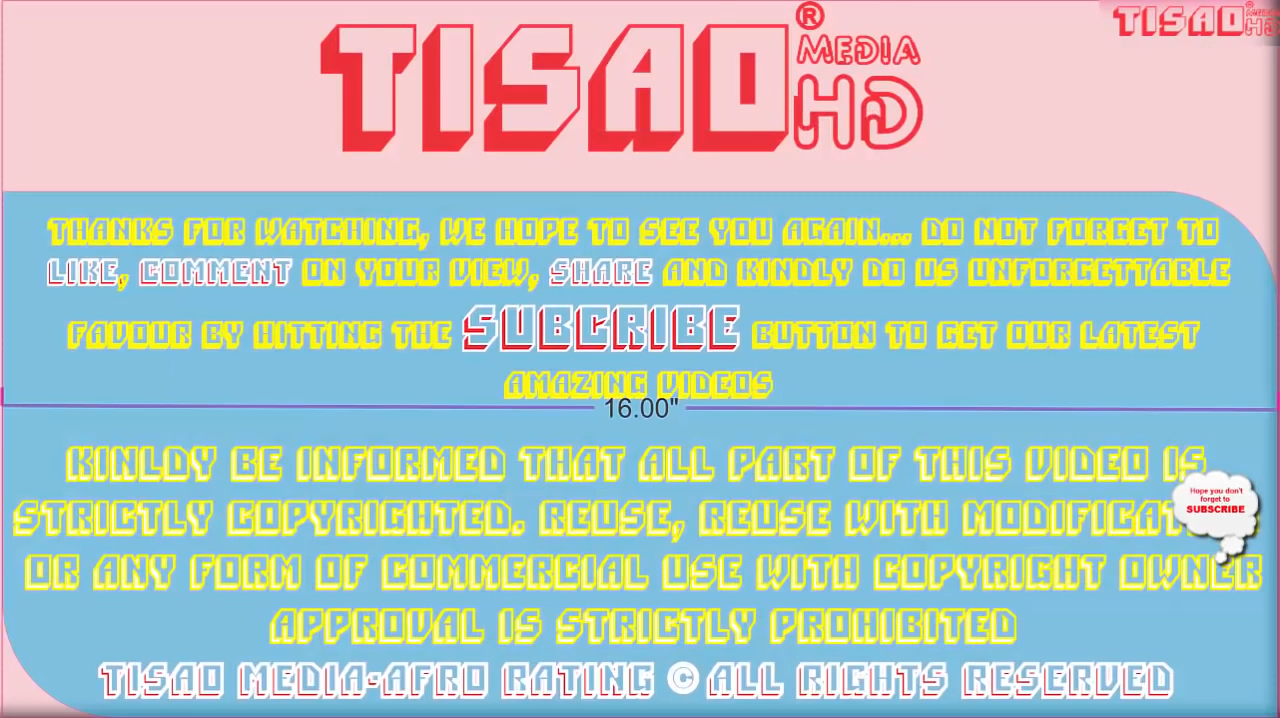 TISAO ® MEDIA HD
TISAO ® MEDIA HD
THANKS FOR WATCHING, WE HOPE TO SEE YOU AGAIN... DO NOT FORGET TO
LIKE, COMMENT ON YOUR VIEW, SHARE AND KINDLY DO US UNFORGETTABLE
FAVOUR BY HITTING THE SUBCRIBE BUTTON TO GET OUR LATEST
AMAZING VIDEOS
16.00"
KINLDY BE INFORMED THAT ALL PART OF THIS VIDEO IS
STRICTLY COPYRIGHTED. REUSE, REUSE WITH
Hope you don't
forget to
SUBSCRIBE
OR ANY FORM OF COMMERCIAL USE WITH COPYRIGHT OWNER
APPROVAL IS STRICTLY PROHIBITED
TISAO MEDIA-AFRO RATING © ALL RIGHTS RESERVED